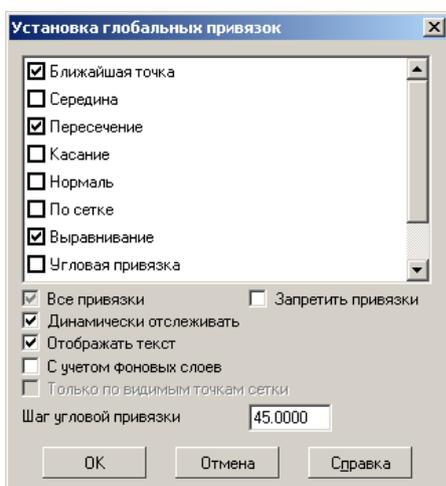 Установка глобальных привязок
Ближайшая точка
Середина
Пересечение
Касание
Нормаль
По сетке
Выравнивание
Угловая привязка
Все привязки Запретить привязки
Динамически отслеживать
Отображать текст
С учетом фоновых слоев
Только по видимым точкам сетки
Шаг угловой привязки 45.0000
OK Отмена Справка